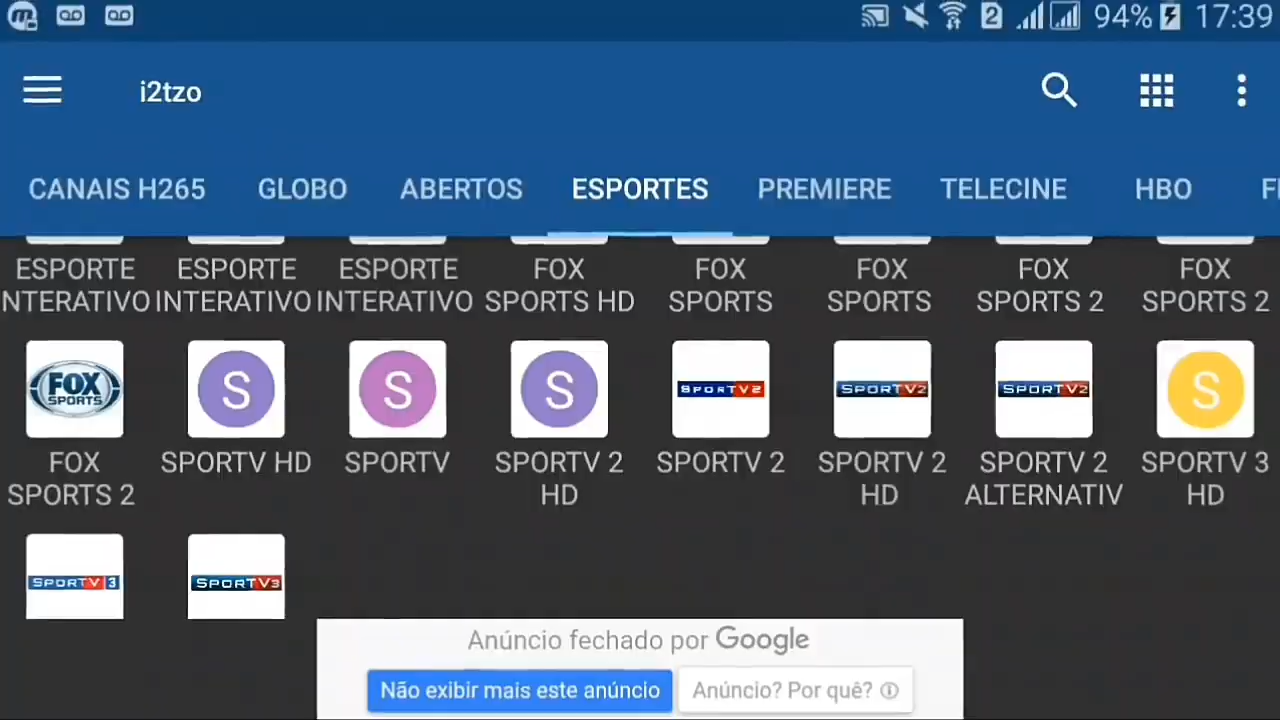 2 94% 17:39
i2tzo
CANAIS H265 GLOBO ABERTOS ESPORTES PREMIERE TELECINE HBO
ESPORTE ESPORTE ESPORTE FOX FOX FOX FOX FOX
NTERATIVO INTERATIVO INTERATIVO SPORTS HD SPORTS SPORTS SPORTS 2 SPORTS 2
FOX SPORTS S S S SPORTV2 SPORTV2 SPORTV2 S
FOX SPORTV HD SPORTV SPORTV 2 SPORTV 2 SPORTV 2 SPORTV 2 SPORTV 3
SPORTS 2 HD HD ALTERNATIV HD
SPORTV3 SPORTV3
Anúncio fechado por Google
Não exibir mais este anúncio Anúncio? Por quê?